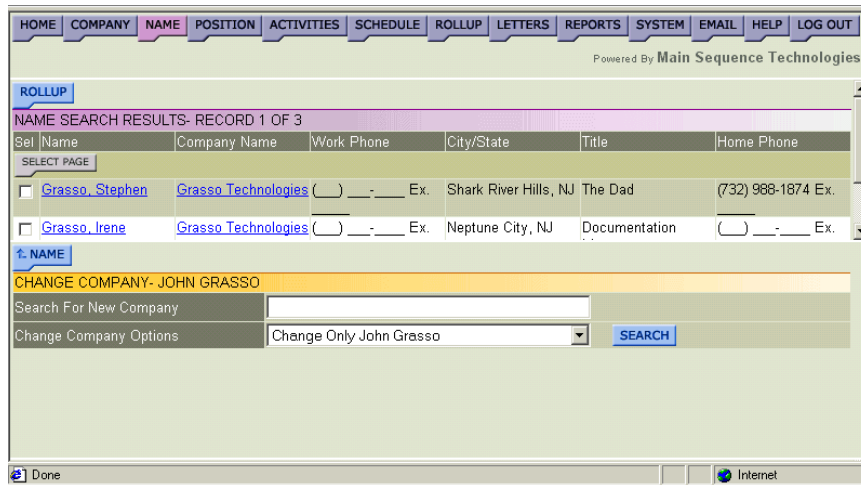 HOME COMPANY NAME POSITION ACTIVITIES SCHEDULE ROLLUP LETTERS REPORTS SYSTEM EMAIL HELP LOG OUT
Powered By Main Sequence Technologies
ROLLUP
NAME SEARCH RESULTS- RECORD 1 OF 3
Sel Name Company Name Work Phone City/State Title Home Phone
SELECT PAGE
Grasso, Stephen Grasso Technologies (___) ___-____ Ex. Shark River Hills, NJ The Dad (732) 988-1874 Ex.
_____ _____
Grasso, Irene Grasso Technologies (___) ___-____ Ex. Neptune City, NJ Documentation (___) ___-____ Ex.
NAME
CHANGE COMPANY- JOHN GRASSO
Search For New Company
Change Company Options Change Only John Grasso SEARCH
Done Internet